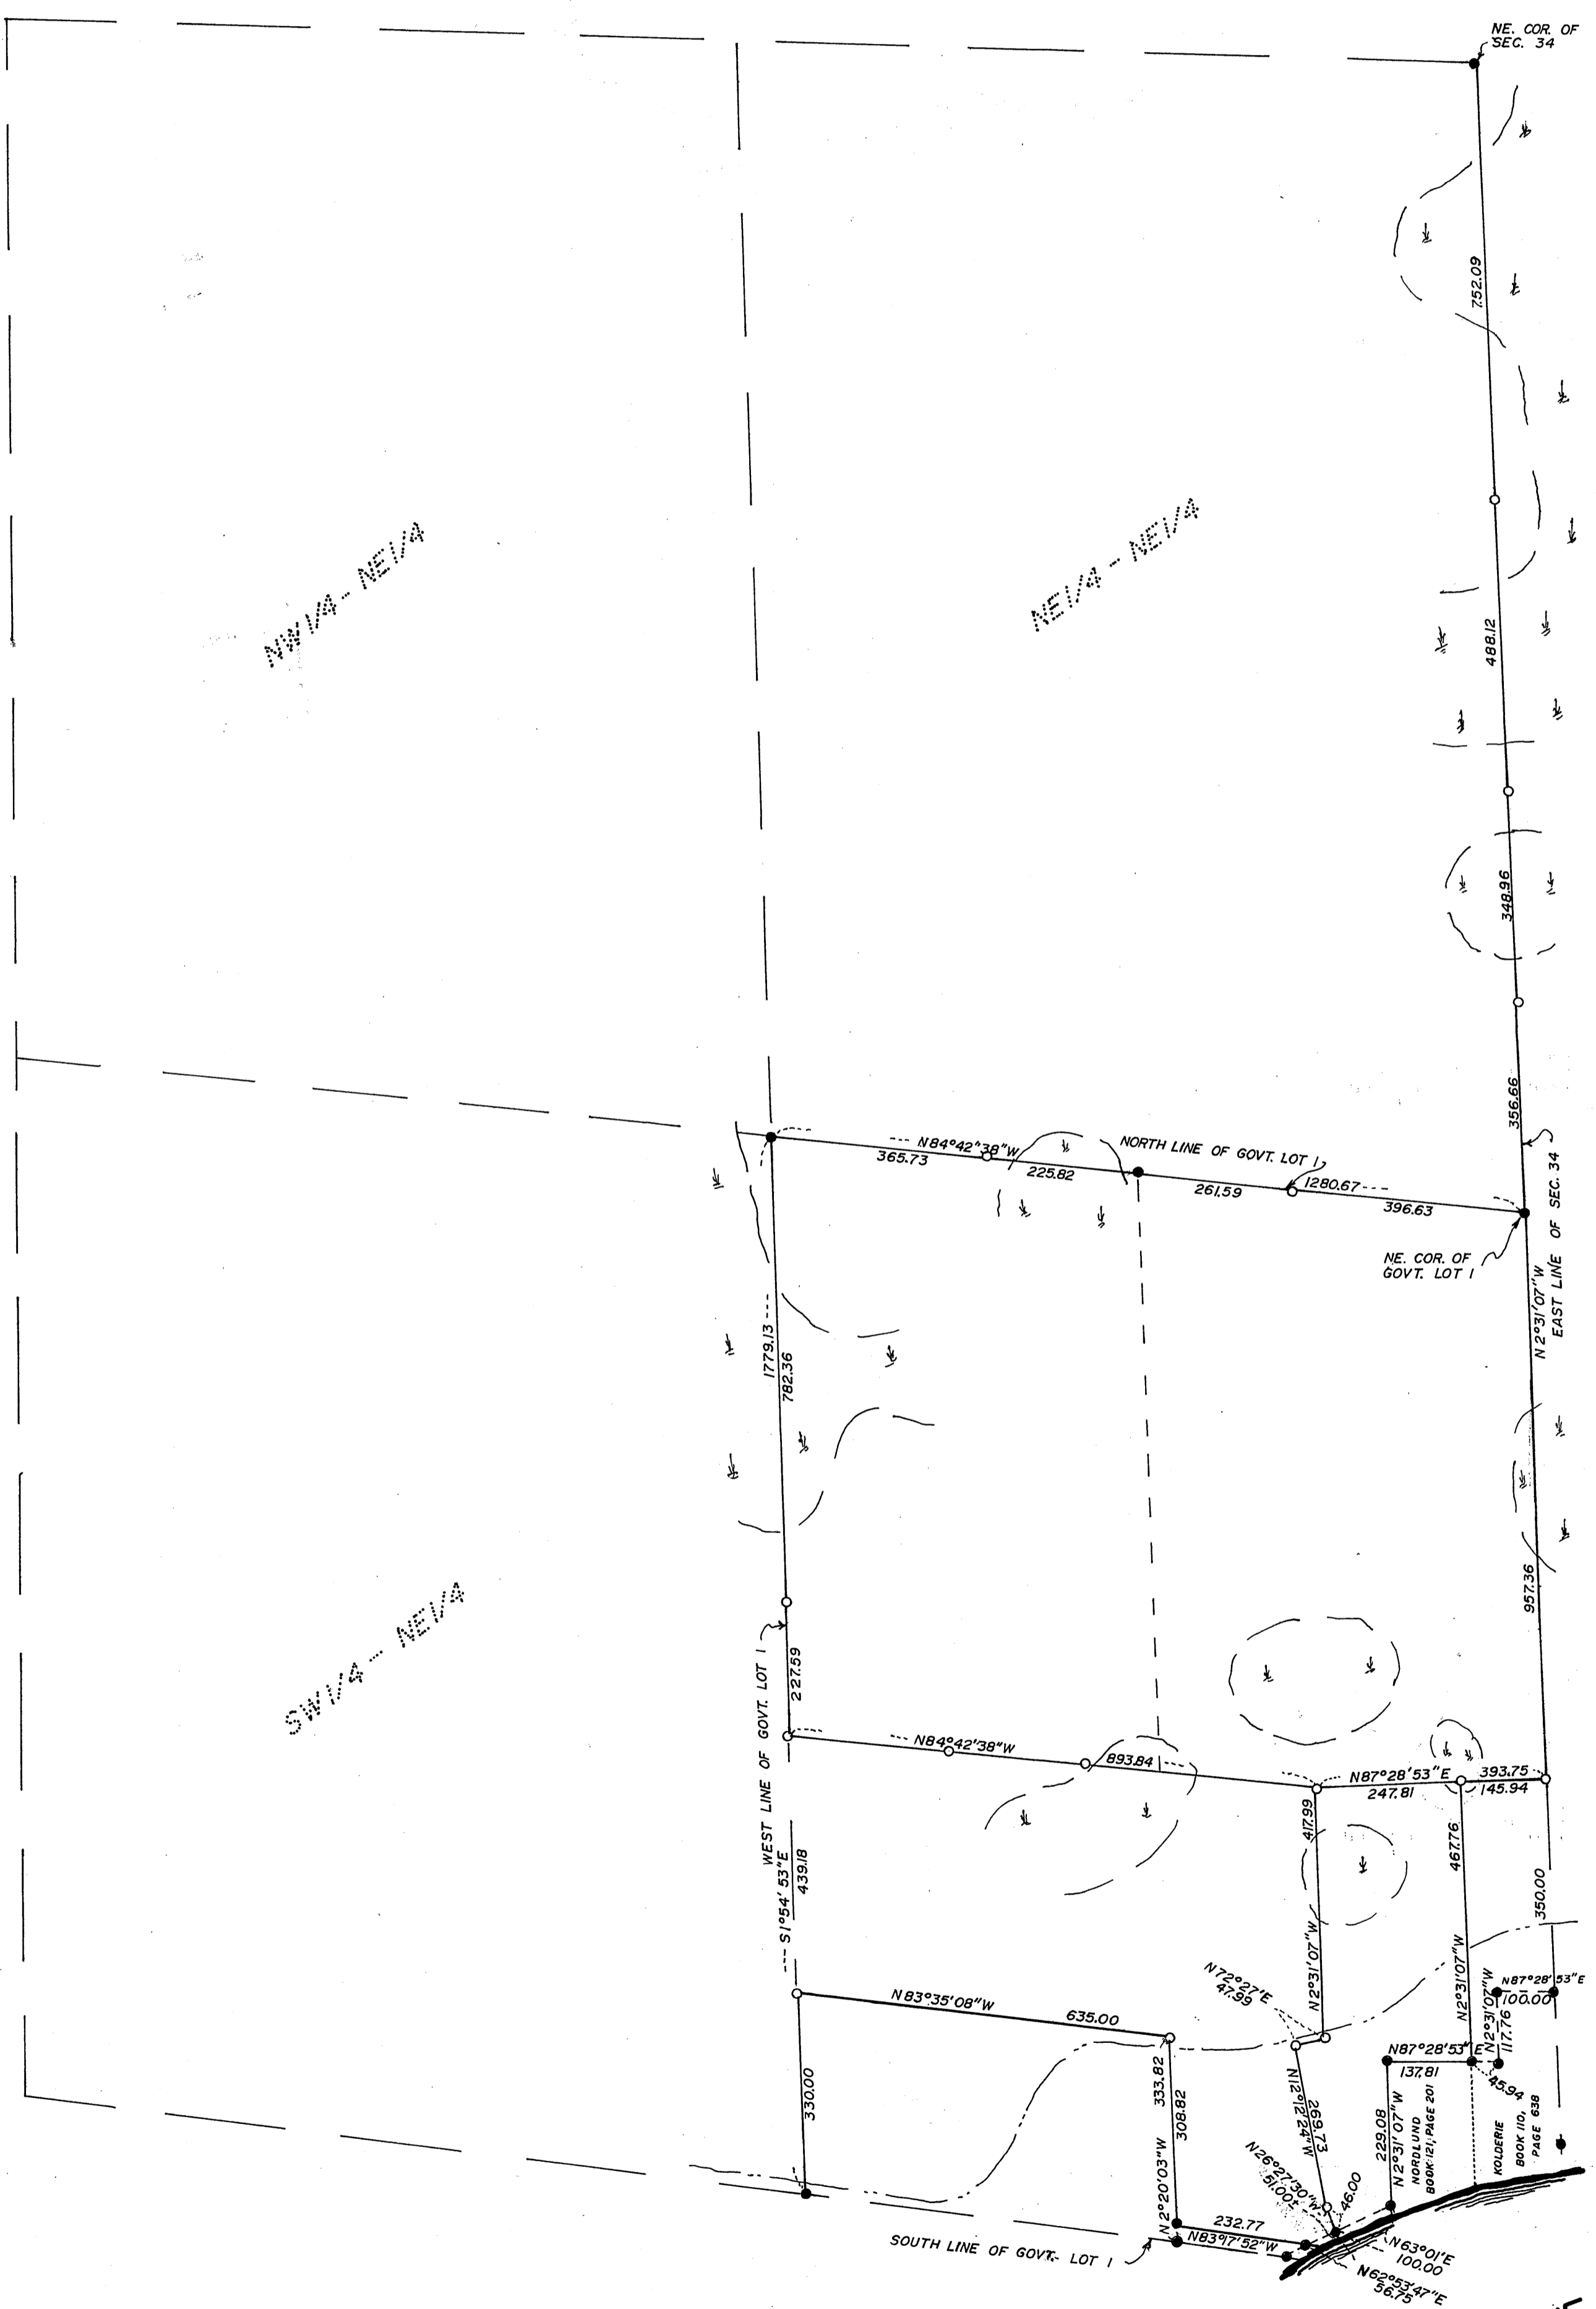 NE. COR. OF
SEC. 34
752.09
NW1/4 - NE1/4
NE1/4 - NE1/4
488.12
348.96
356.66
N84°42'38"W
365.73
225.82
NORTH LINE OF GOVT. LOT 1
261.59
1280.67
396.63
NE. COR. OF
GOVT. LOT 1
N2°31'07"W
EAST LINE OF SEC. 34
1779.13
782.36
957.36
SW1/4 - NE1/4
WEST LINE OF GOVT. LOT 1
227.59
N84°42'38"W
893.84
N87°28'53"E
247.81
393.75
145.94
417.99
467.76
S1°54'53"E
439.18
350.00
N2°31'07"W
N2°31'07"W
N2°31'07"W
117.76
N87°28'53"E
100.00
N72°27'E
47.99
N83°35'08"W
635.00
330.00
333.82
308.82
N2°20'03"W
N12°12'24"W
269.73
N87°28'53"E
137.81
45.94
229.08
N2°31'07"W
NORDLUND
BOOK 121, PAGE 201
KOLDERIE
BOOK 110,
PAGE 638
N26°27'30"W
51.00±
46.00
232.77
N83°17'52"W
SOUTH LINE OF GOVT. LOT 1
N63°01'E
100.00
N62°53'47"E
56.75